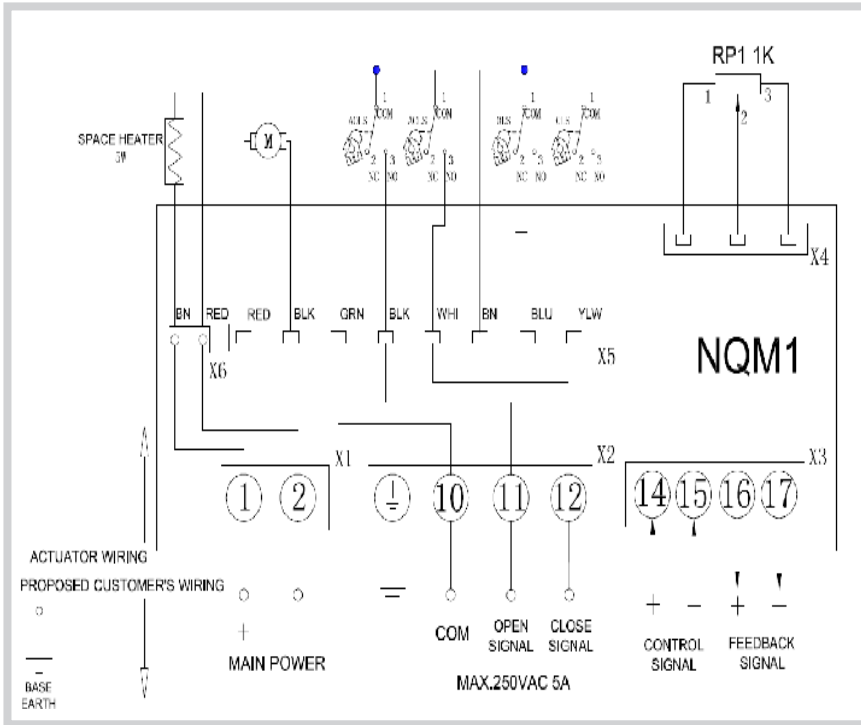 RP1 1K
1 3
2
1 1 1 1
COM COM COM COM
ACLS AOLS OLS CLS
SPACE HEATER
5W
M
2 3 2 3 2 3 2 3
NC NO NC NO NC NO NC NO
X4
BN RED RED BLK GRN BLK WHI BN BLU YLW
X6
X5
NQM1
X1 X2 X3
1 2 10 11 12 14 15 16 17
ACTUATOR WIRING
PROPOSED CUSTOMER'S WIRING
+
MAIN POWER
COM
OPEN
SIGNAL
CLOSE
SIGNAL
MAX.250VAC 5A
+ - + -
CONTROL
SIGNAL
FEEDBACK
SIGNAL
BASE
EARTH